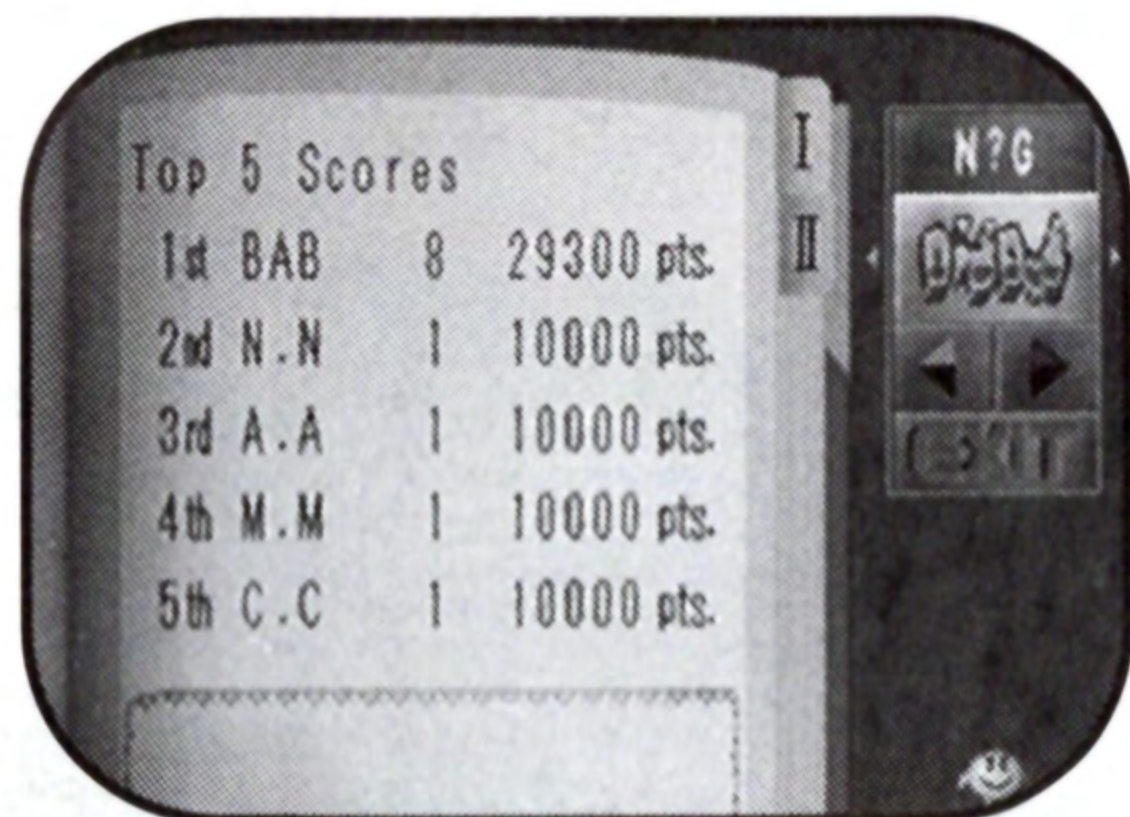 Top 5 Scores
1st BAB 8 29300 pts.
2nd N.N 1 10000 pts.
3rd A.A 1 10000 pts.
4th M.M 1 10000 pts.
5th C.C 1 10000 pts.
I
II
N?G
EXIT